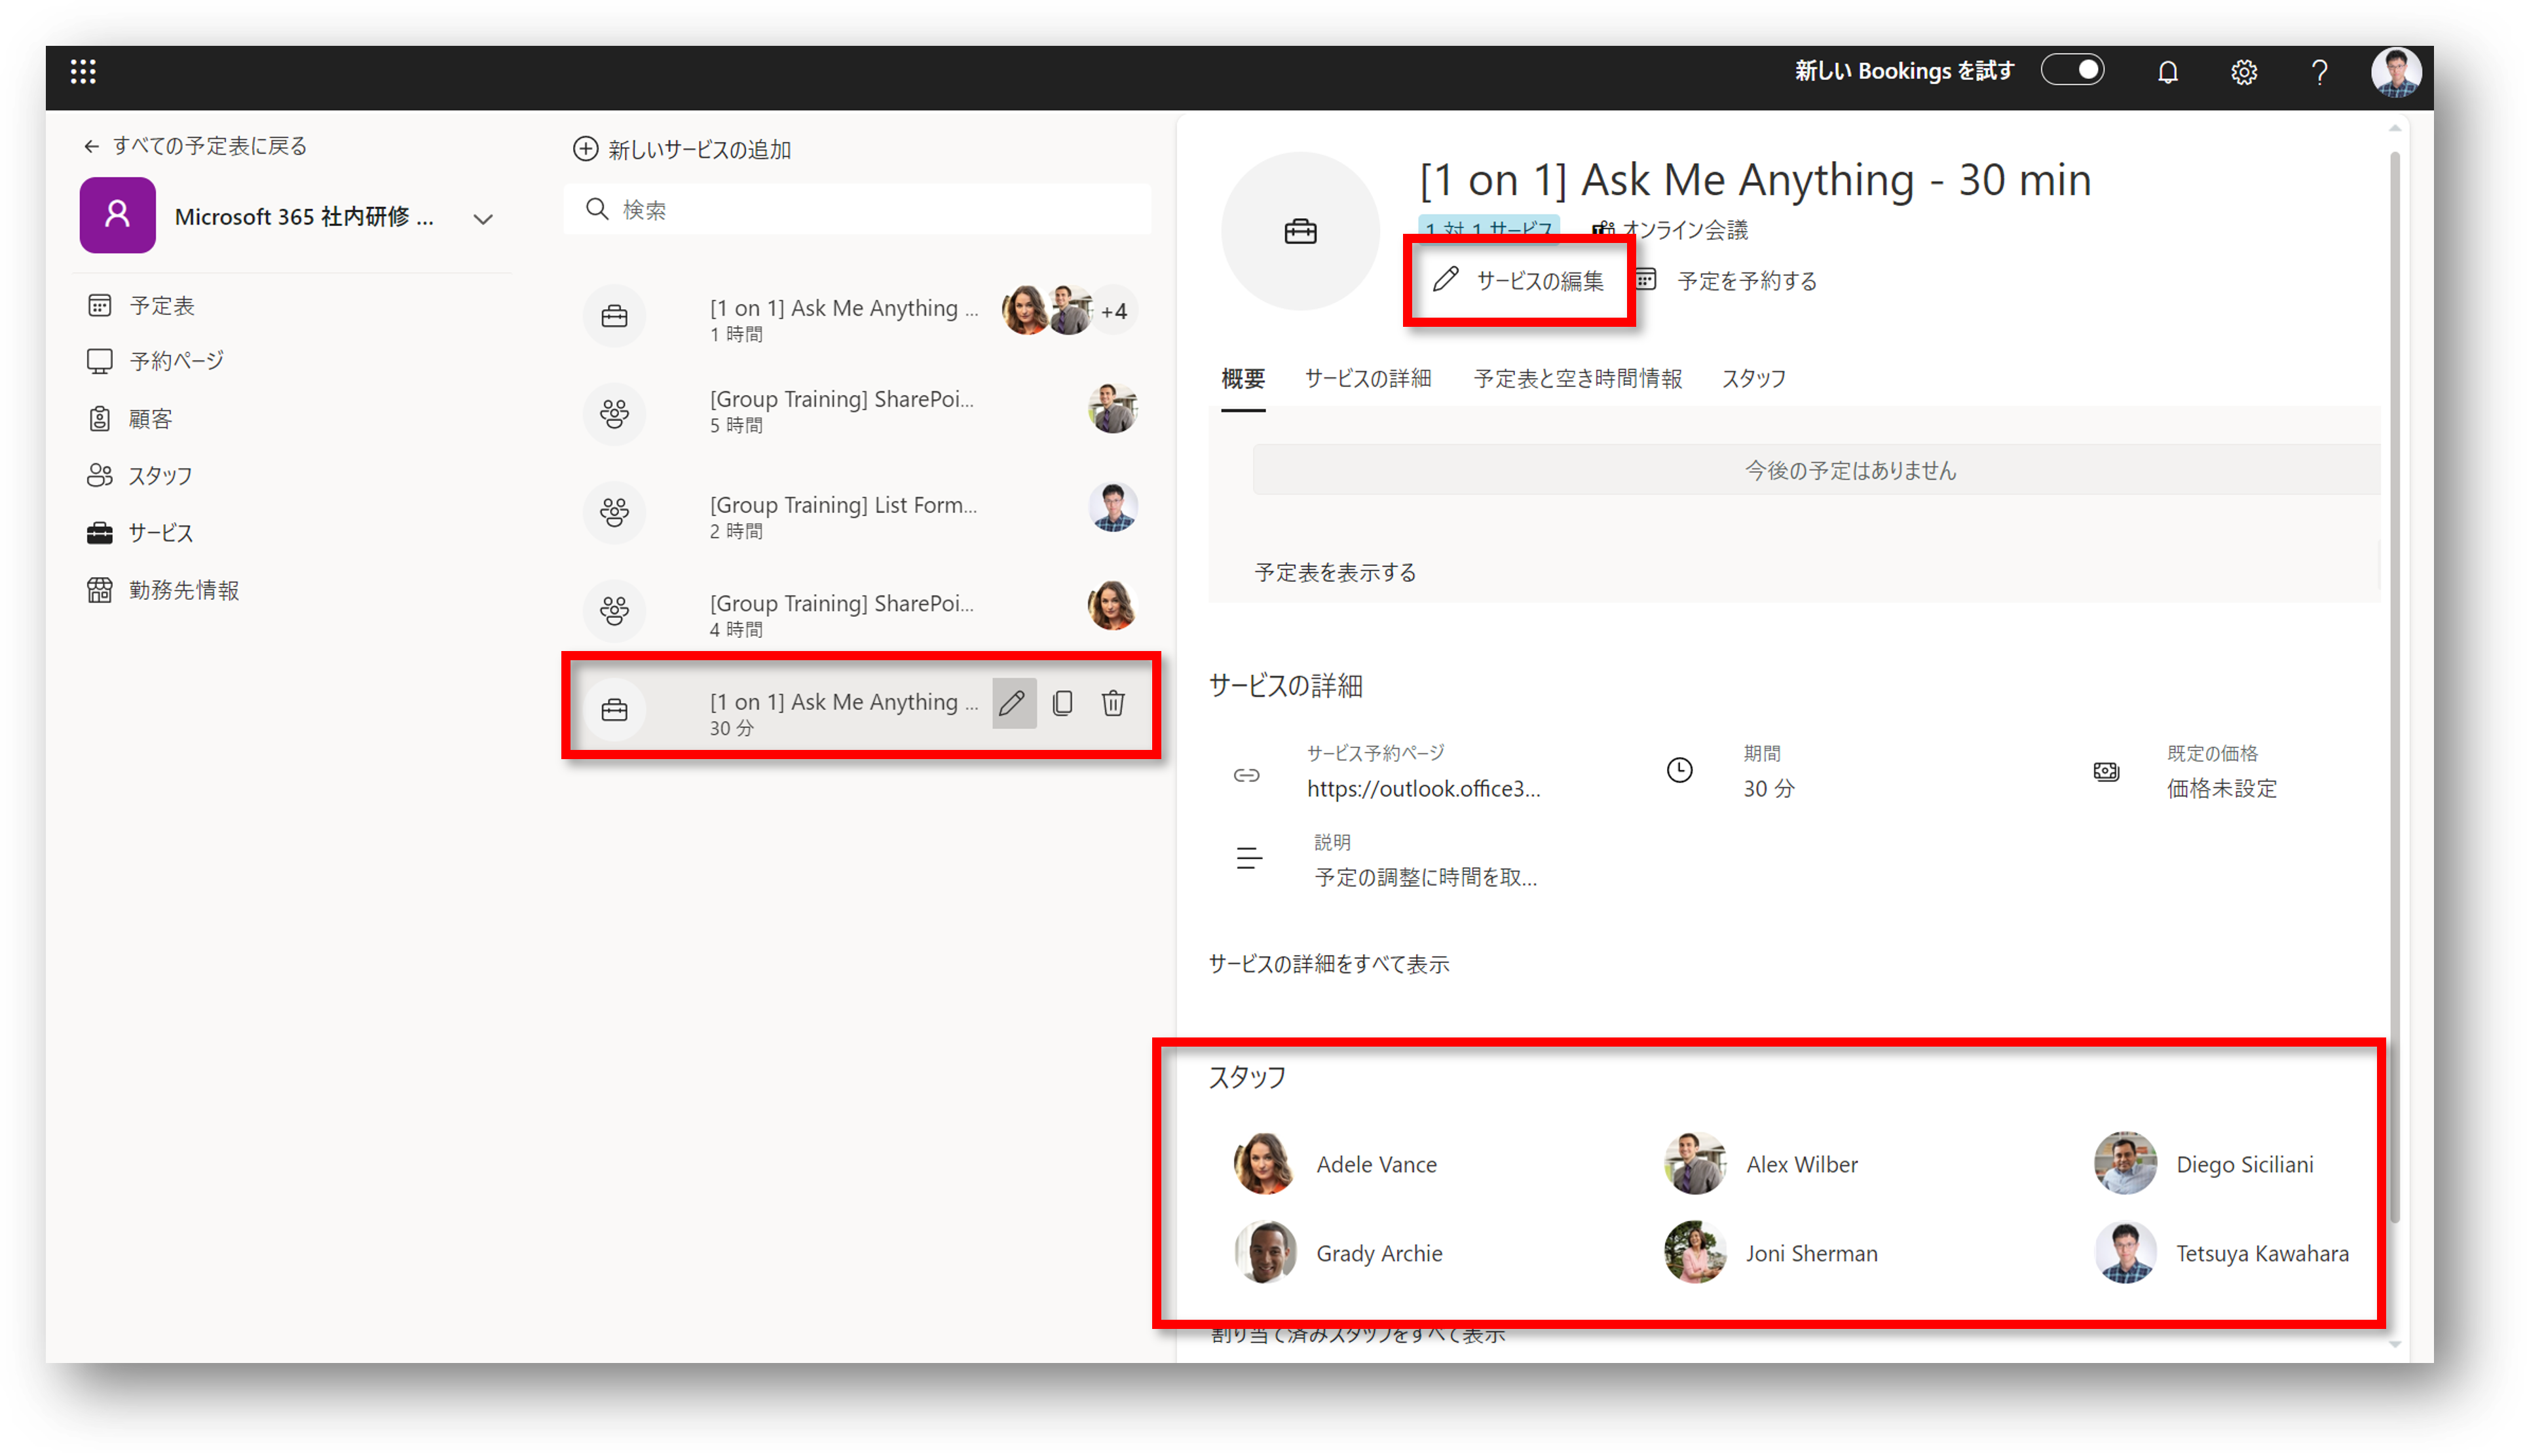 新しい Bookings を試す
すべての予定表に戻る
Microsoft 365 社内研修 ...
予定表
予約ページ
顧客
スタッフ
サービス
勤務先情報
新しいサービスの追加
検索
[1 on 1] Ask Me Anything ...
1 時間
+4
[Group Training] SharePoi...
5 時間
[Group Training] List Form...
2 時間
[Group Training] SharePoi...
4 時間
[1 on 1] Ask Me Anything ...
30 分
[1 on 1] Ask Me Anything - 30 min
1 対 1 サービス オンライン会議
サービスの編集 予定を予約する
概要 サービスの詳細 予定表と空き時間情報 スタッフ
今後の予定はありません
予定表を表示する
サービスの詳細
サービス予約ページ
https://outlook.office3...
期間
30 分
既定の価格
価格未設定
説明
予定の調整に時間を取...
サービスの詳細をすべて表示
スタッフ
Adele Vance
Alex Wilber
Diego Siciliani
Grady Archie
Joni Sherman
Tetsuya Kawahara
割り当て済みスタッフをすべて表示